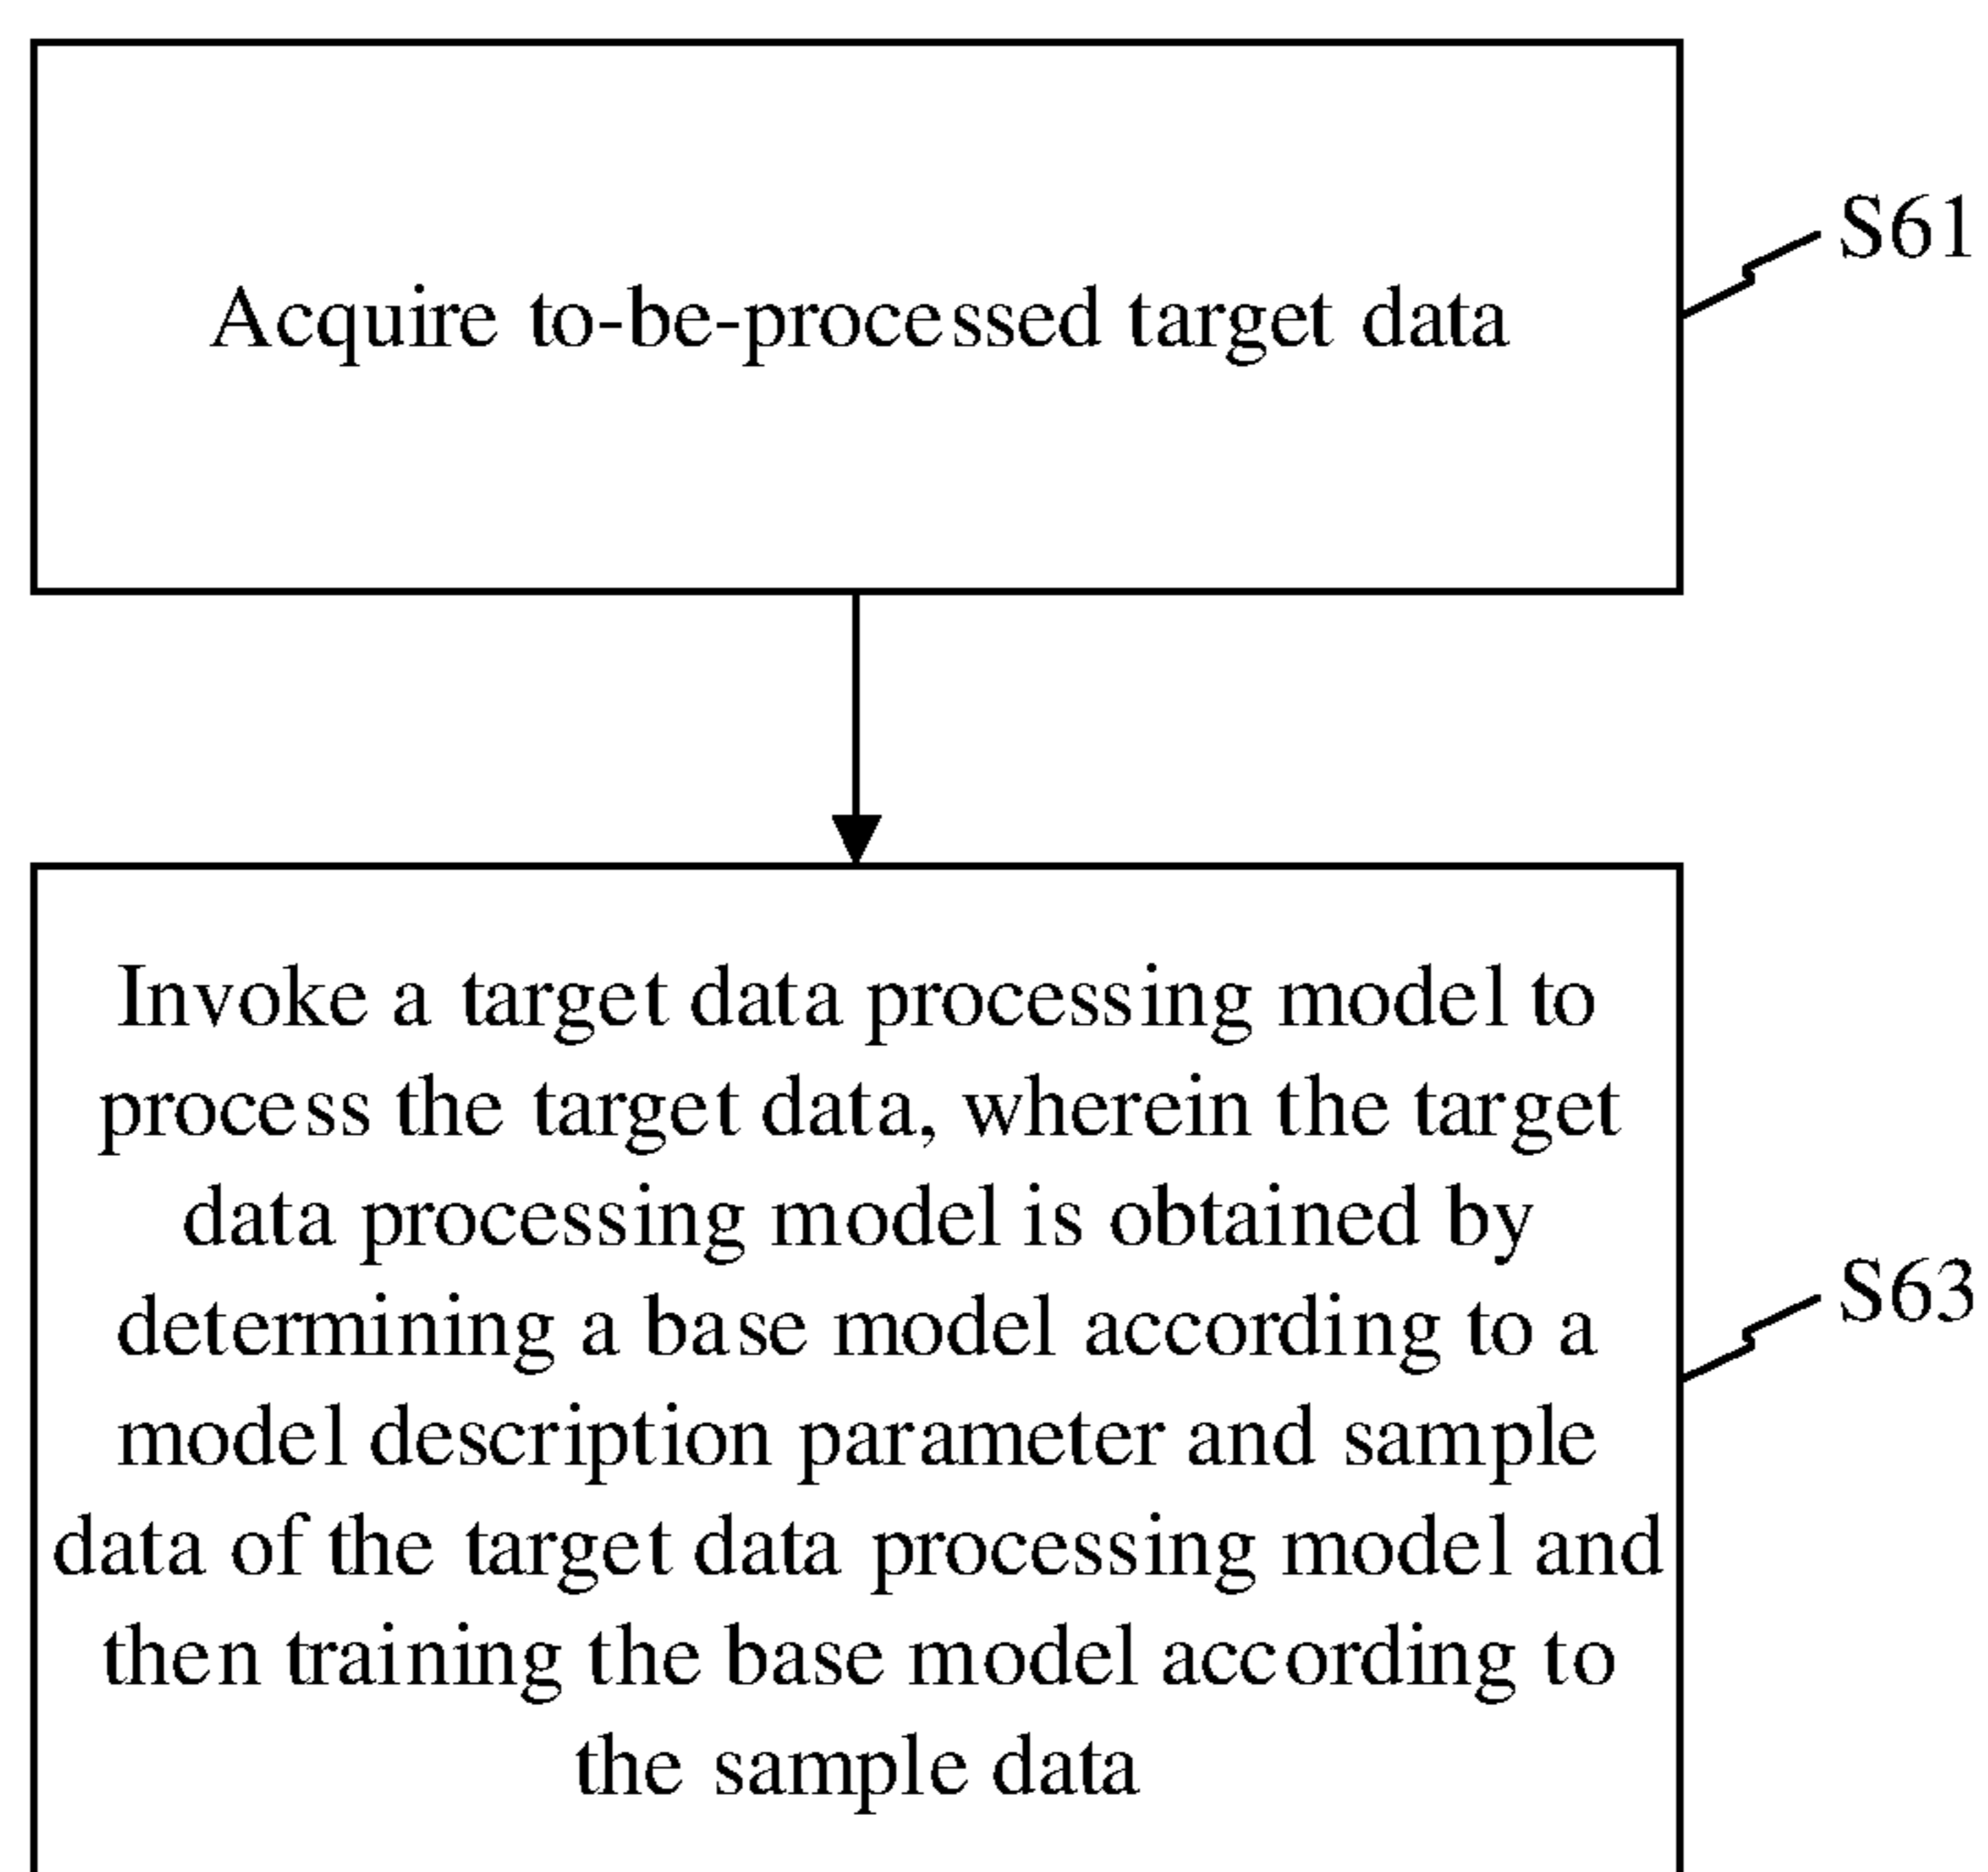 Acquire to-be-processed target data
S61
Invoke a target data processing model to
process the target data, wherein the target
data processing model is obtained by
determining a base model according to a
model description parameter and sample
data of the target data processing model and
then training the base model according to
the sample data
S63